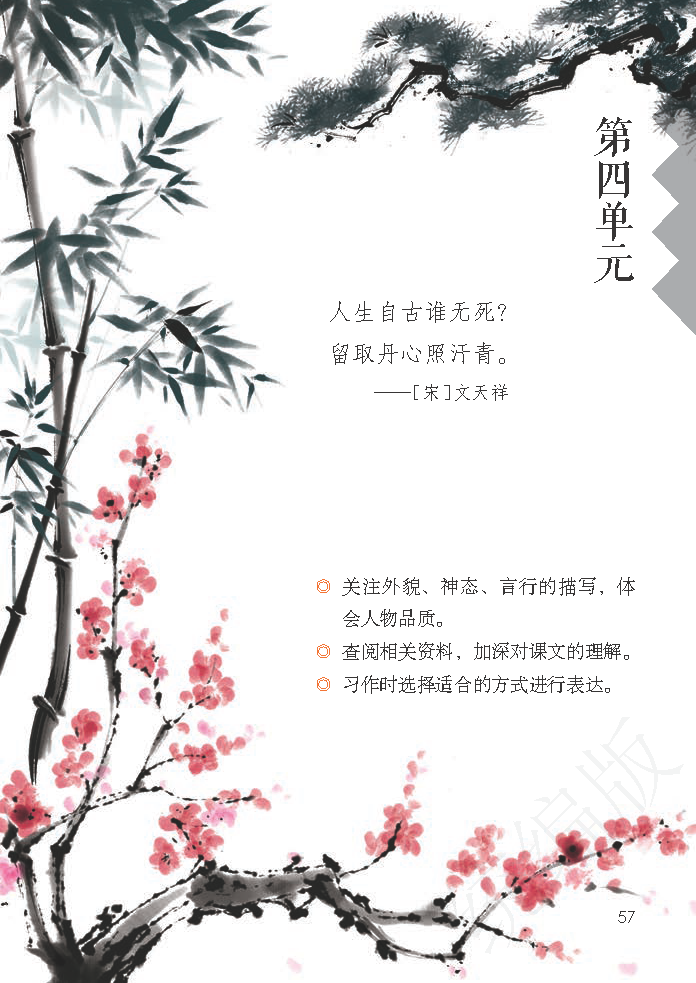 第四单元
人生自古谁无死？
留取丹心照汗青。
——[宋]文天祥
◎ 关注外貌、神态、言行的描写，体
会人物品质。
◎ 查阅相关资料，加深对课文的理解。
◎ 习作时选择适合的方式进行表达。
统编版
57